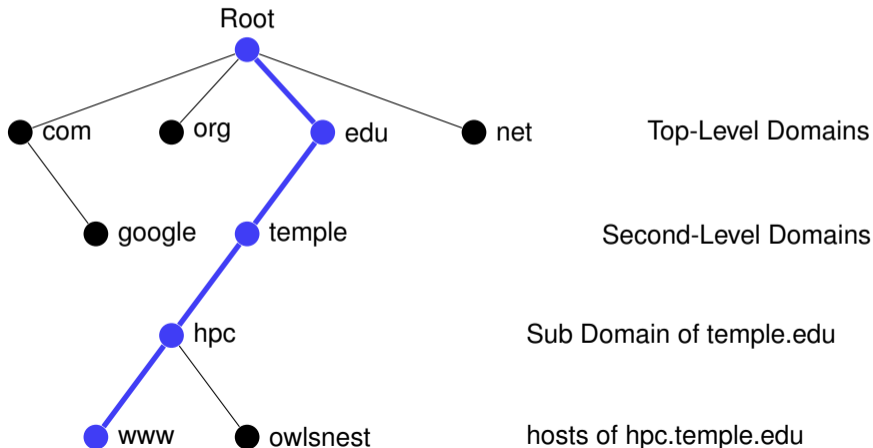 Root
com org edu net Top-Level Domains
google temple Second-Level Domains
hpc Sub Domain of temple.edu
www owlsnest hosts of hpc.temple.edu